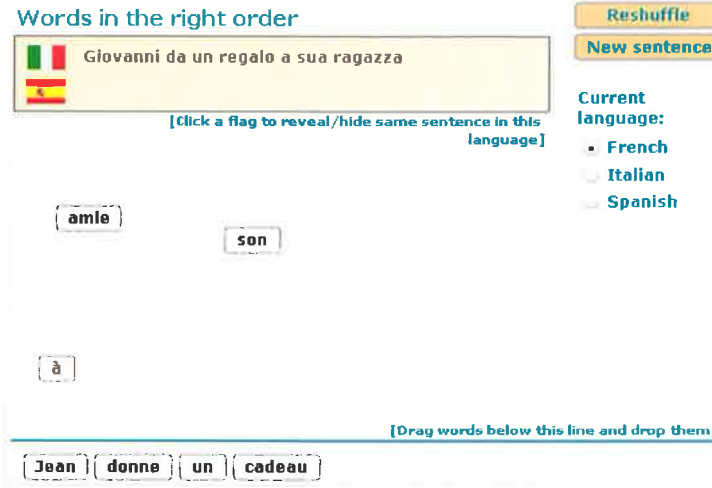 Words in the right order
Reshuffle
New sentence
Giovanni da un regalo a sua ragazza
[Click a flag to reveal/hide same sentence in this
language]
Current
language:
French
Italian
Spanish
amie
son
à
[Drag words below this line and drop them
Jean donne un cadeau